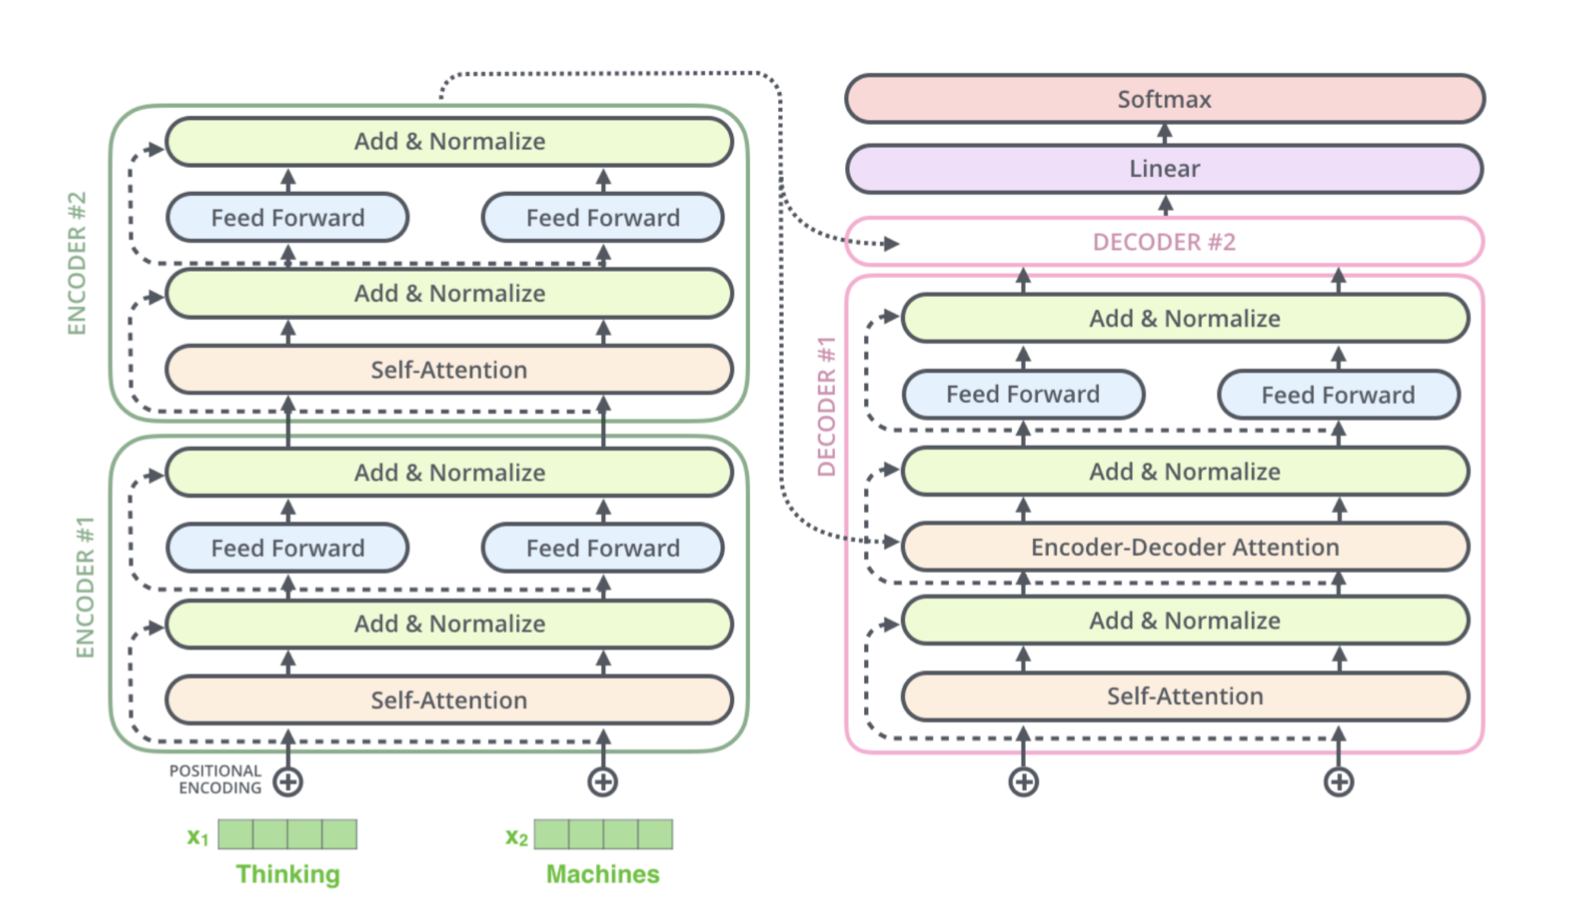 ENCODER #2
Add & Normalize
Feed Forward
Feed Forward
Add & Normalize
Self-Attention
ENCODER #1
Add & Normalize
Feed Forward
Feed Forward
Add & Normalize
Self-Attention
POSITIONAL
ENCODING
x₁
x₂
Thinking
Machines
Softmax
Linear
DECODER #2
DECODER #1
Add & Normalize
Feed Forward
Feed Forward
Add & Normalize
Encoder-Decoder Attention
Add & Normalize
Self-Attention